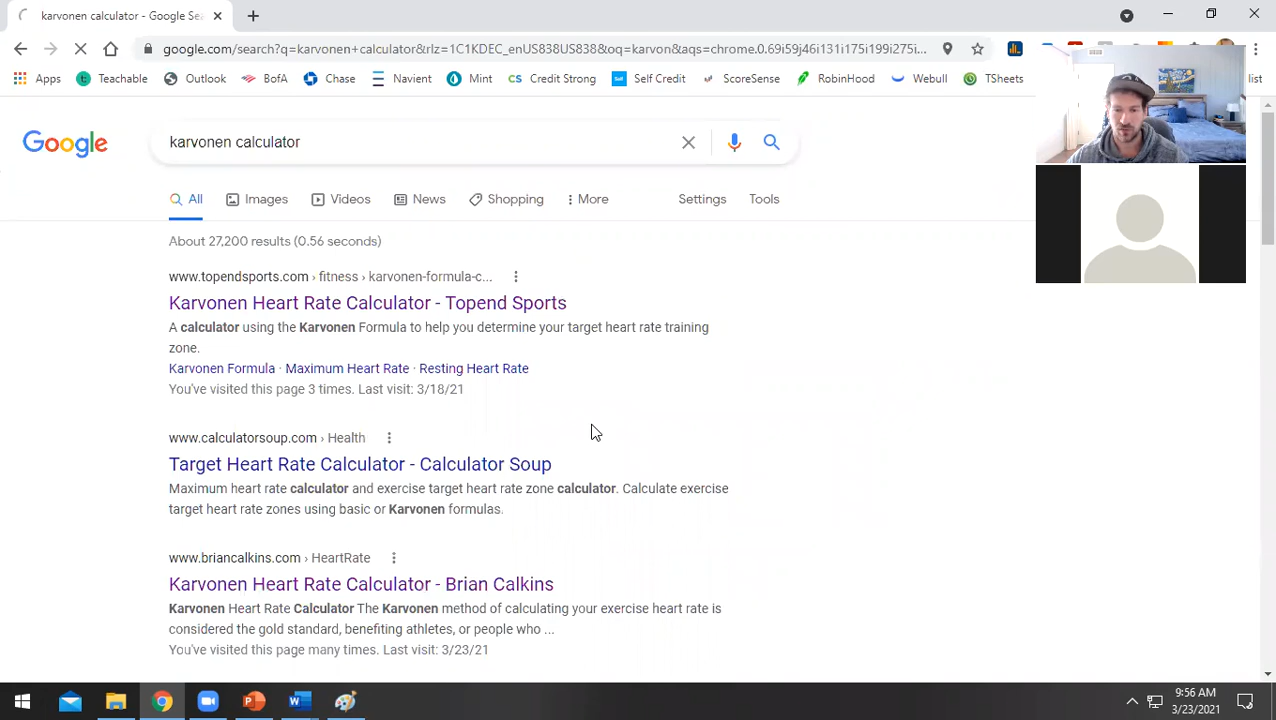 karvonen calculator - Google Sea
google.com/search?q=karvonen+calculator&rlz=1C1KDEC_enUS838US838&oq=karvon&aqs=chrome.0.69i59j46i131i175i199i275i...
Apps Teachable Outlook BofA Chase Navient Mint CS Credit Strong Self Self Credit ScoreSense RobinHood Webull TSheets list
Google karvonen calculator
All Images Videos News Shopping More Settings Tools
About 27,200 results (0.56 seconds)
www.topendsports.com › fitness › karvonen-formula-c...
Karvonen Heart Rate Calculator - Topend Sports
A calculator using the Karvonen Formula to help you determine your target heart rate training
zone.
Karvonen Formula · Maximum Heart Rate · Resting Heart Rate
You've visited this page 3 times. Last visit: 3/18/21
www.calculatorsoup.com › Health
Target Heart Rate Calculator - Calculator Soup
Maximum heart rate calculator and exercise target heart rate zone calculator. Calculate exercise
target heart rate zones using basic or Karvonen formulas.
www.briancalkins.com › HeartRate
Karvonen Heart Rate Calculator - Brian Calkins
Karvonen Heart Rate Calculator The Karvonen method of calculating your exercise heart rate is
considered the gold standard, benefiting athletes, or people who ...
You've visited this page many times. Last visit: 3/23/21
9:56 AM
3/23/2021